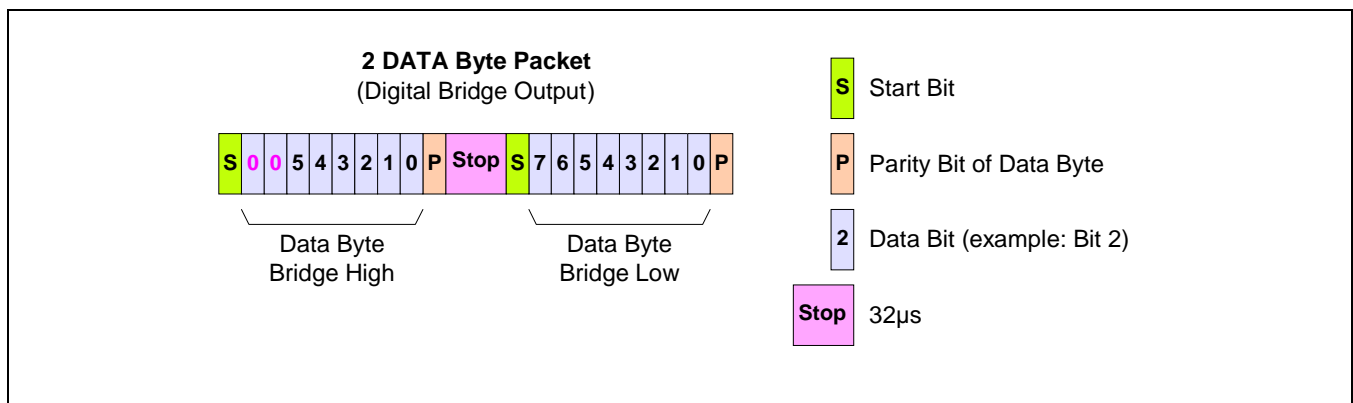 2 DATA Byte Packet
(Digital Bridge Output)
S 0 0 5 4 3 2 1 0 P Stop S 7 6 5 4 3 2 1 0 P
Data Byte
Bridge High
Data Byte
Bridge Low
S Start Bit
P Parity Bit of Data Byte
2 Data Bit (example: Bit 2)
Stop 32µs